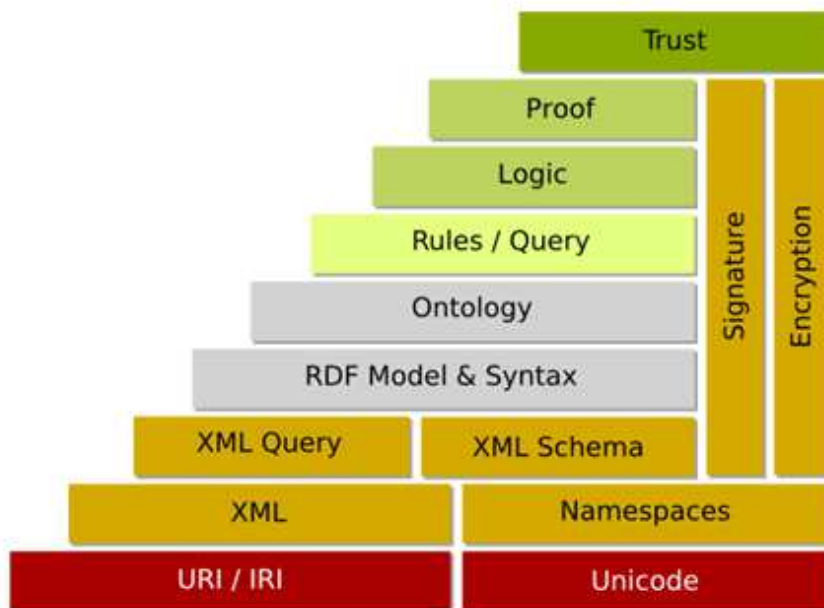 Trust
Proof
Logic
Rules / Query
Ontology
RDF Model & Syntax
Signature
Encryption
XML Query
XML Schema
XML
Namespaces
URI / IRI
Unicode